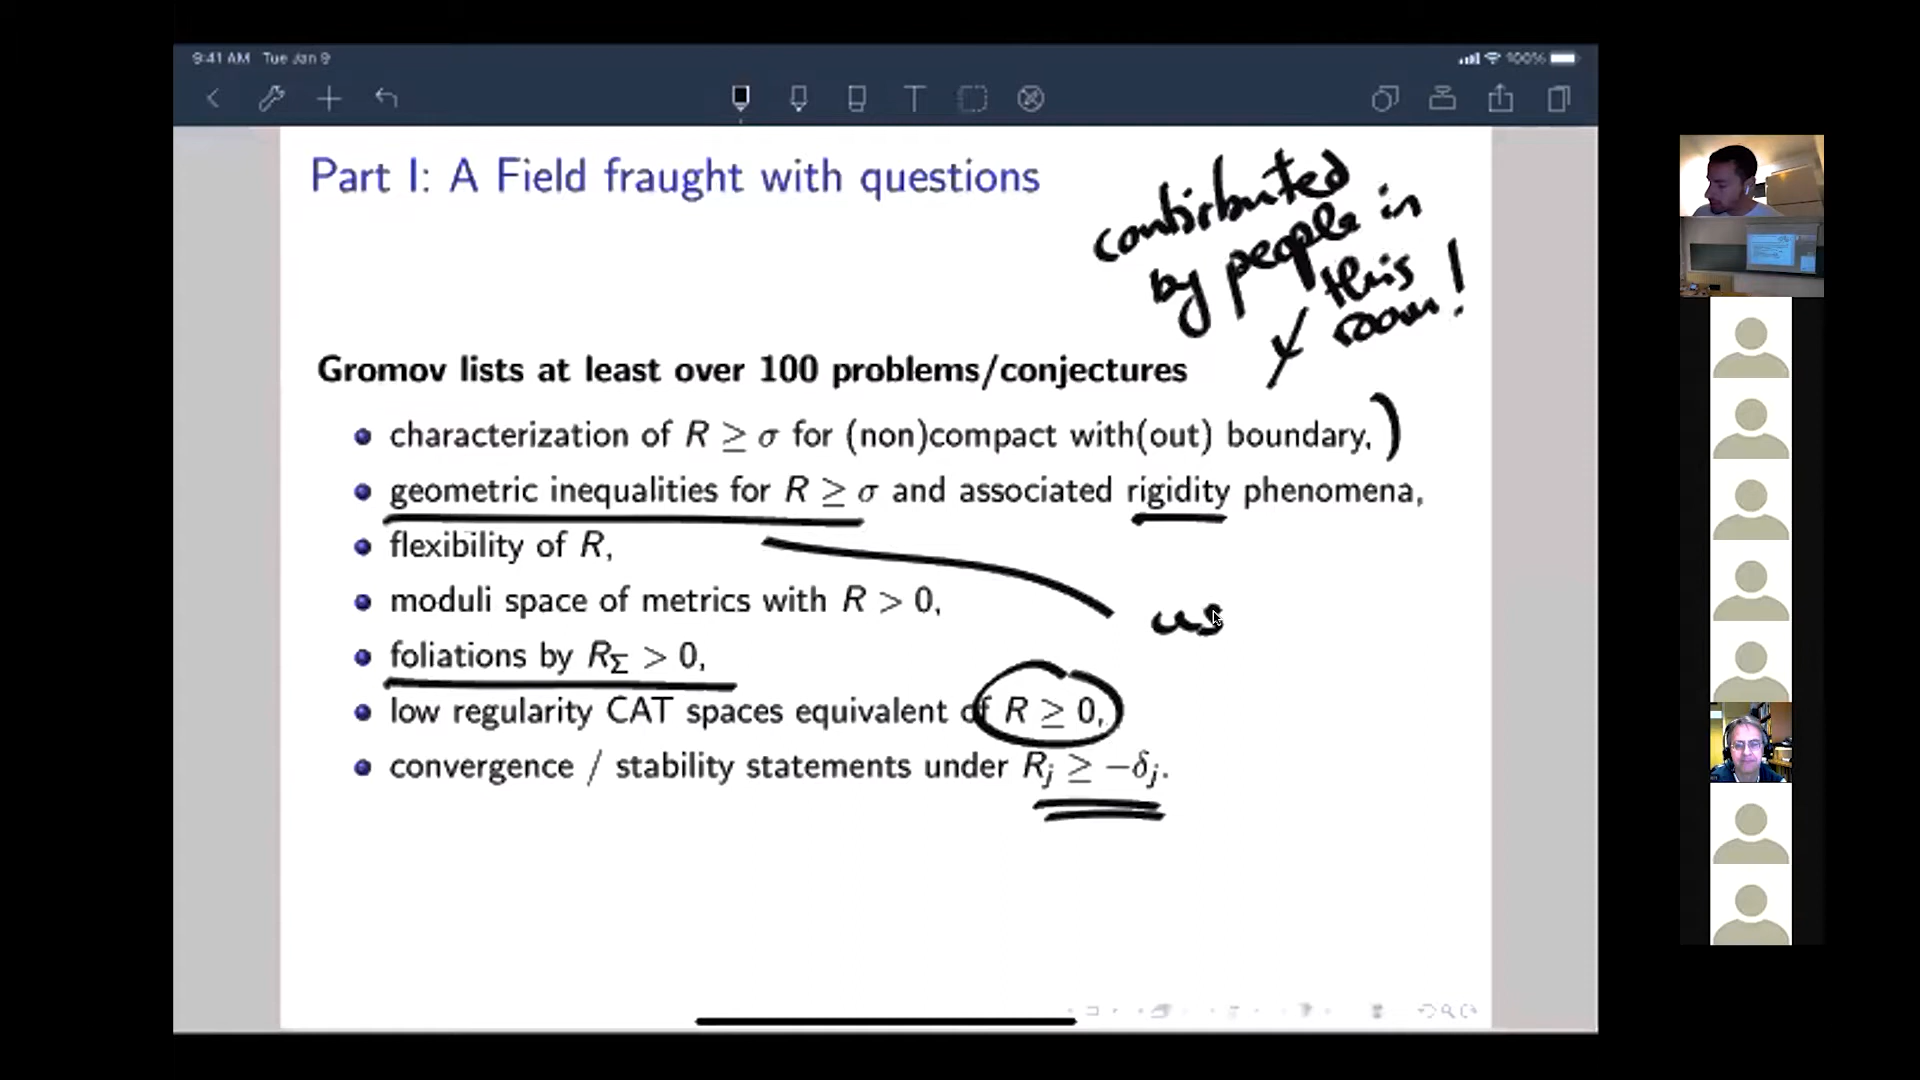 9:41 AM Tue Jan 9
100%
Part I: A Field fraught with questions
contributed
by people in
this
room!
Gromov lists at least over 100 problems/conjectures
characterization of R ≥ σ for (non)compact with(out) boundary, )
geometric inequalities for R ≥ σ and associated rigidity phenomena,
flexibility of R,
moduli space of metrics with R > 0,
us
foliations by R_Σ > 0,
low regularity CAT spaces equivalent of R ≥ 0,
convergence / stability statements under R_j ≥ −δ_j.